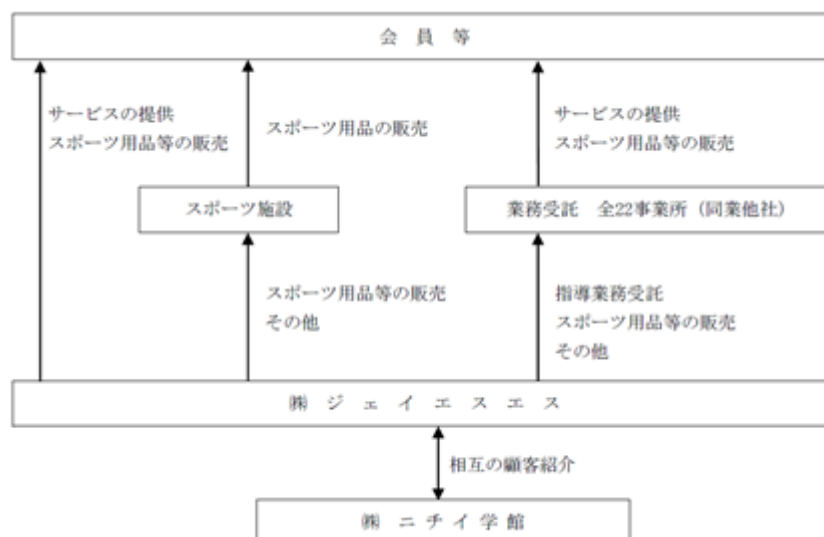 会員等
サービスの提供
スポーツ用品等の販売
スポーツ用品の販売
サービスの提供
スポーツ用品等の販売
スポーツ施設
業務受託 全22事業所（同業他社）
スポーツ用品等の販売
その他
指導業務受託
スポーツ用品等の販売
その他
㈱ジェイエスエス
相互の顧客紹介
㈱ニチイ学館